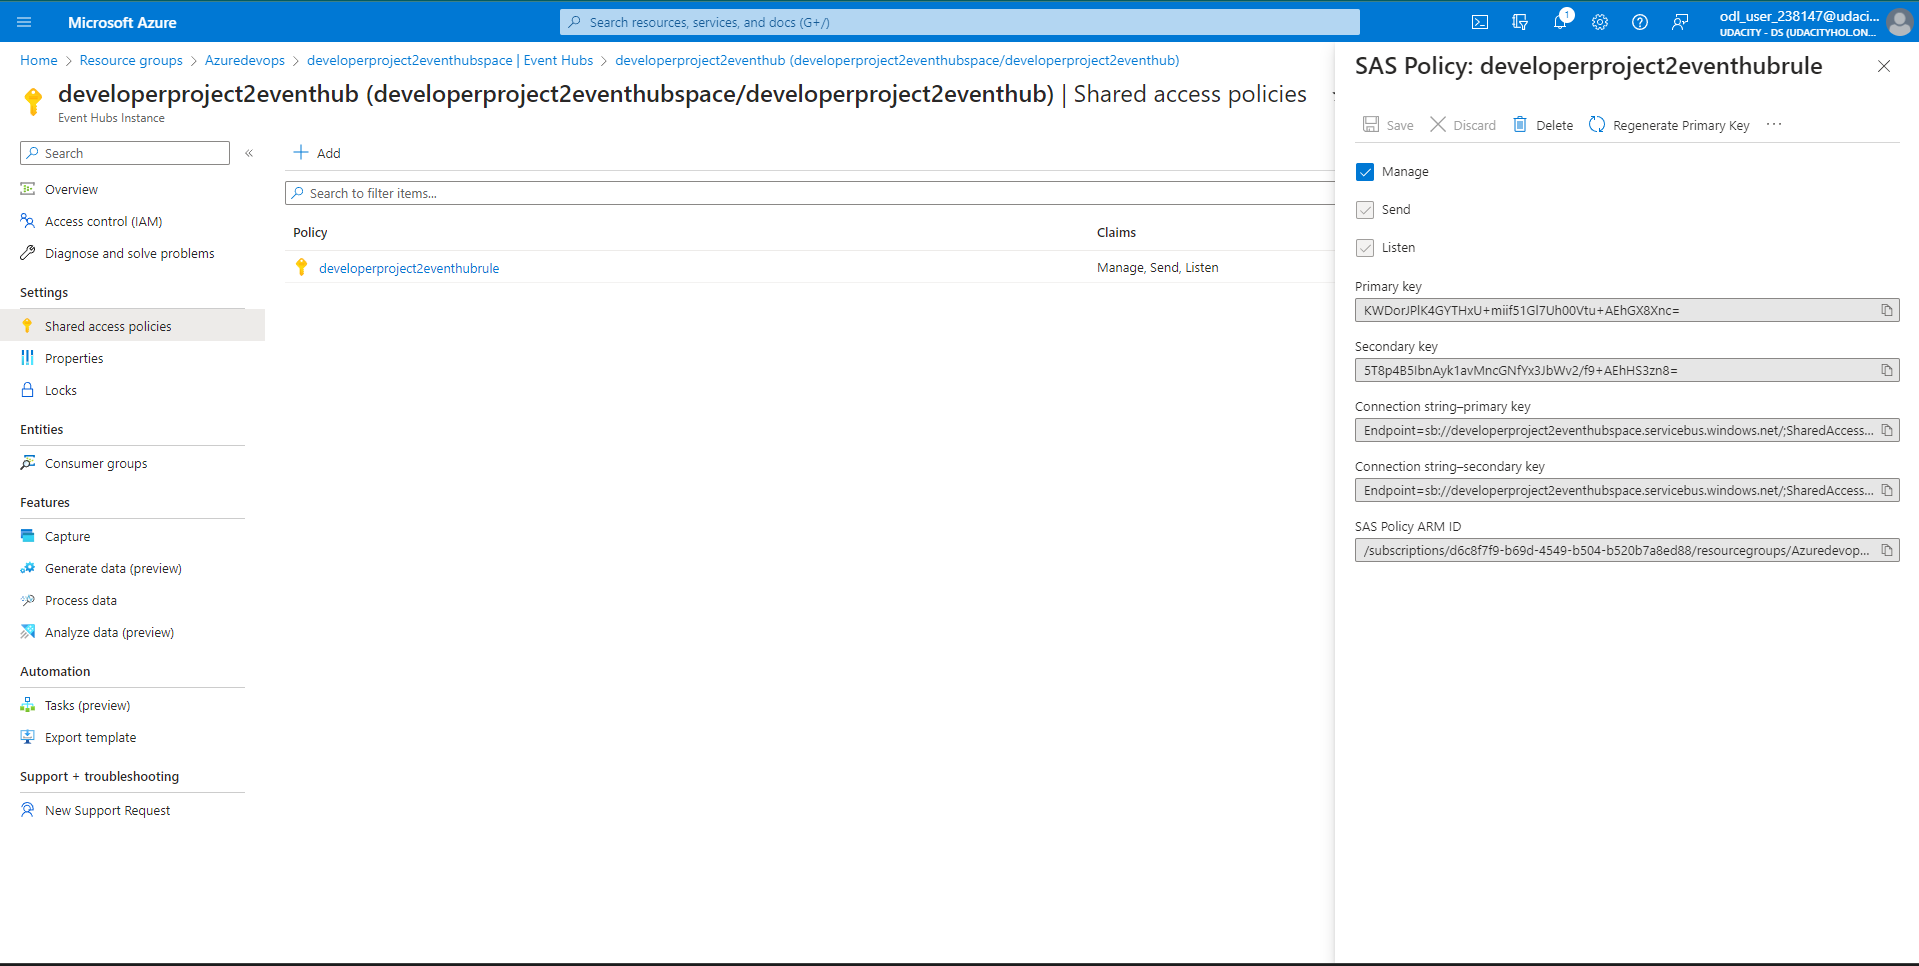 Microsoft Azure
Search resources, services, and docs (G+/)
1
odl_user_238147@udaci...
UDACITY - DS (UDACITYHOL.ON...
Home > Resource groups > Azuredevops > developerproject2eventhubspace | Event Hubs > developerproject2eventhub (developerproject2eventhubspace/developerproject2eventhub)
developerproject2eventhub (developerproject2eventhubspace/developerproject2eventhub) | Shared access policies
Event Hubs Instance
Search
«
Overview
Access control (IAM)
Diagnose and solve problems
Settings
Shared access policies
Properties
Locks
Entities
Consumer groups
Features
Capture
Generate data (preview)
Process data
Analyze data (preview)
Automation
Tasks (preview)
Export template
Support + troubleshooting
New Support Request
Add
Search to filter items...
Policy Claims
developerproject2eventhubrule Manage, Send, Listen
SAS Policy: developerproject2eventhubrule
Save Discard Delete Regenerate Primary Key ...
Manage
Send
Listen
Primary key
KWDorJPlK4GYTHxU+miif51Gl7Uh00Vtu+AEhGX8Xnc=
Secondary key
5T8p4B5IbnAyk1avMncGNfYx3JbWv2/f9+AEhHS3zn8=
Connection string–primary key
Endpoint=sb://developerproject2eventhubspace.servicebus.windows.net/;SharedAccess...
Connection string–secondary key
Endpoint=sb://developerproject2eventhubspace.servicebus.windows.net/;SharedAccess...
SAS Policy ARM ID
/subscriptions/d6c8f7f9-b69d-4549-b504-b520b7a8ed88/resourcegroups/Azuredevop...